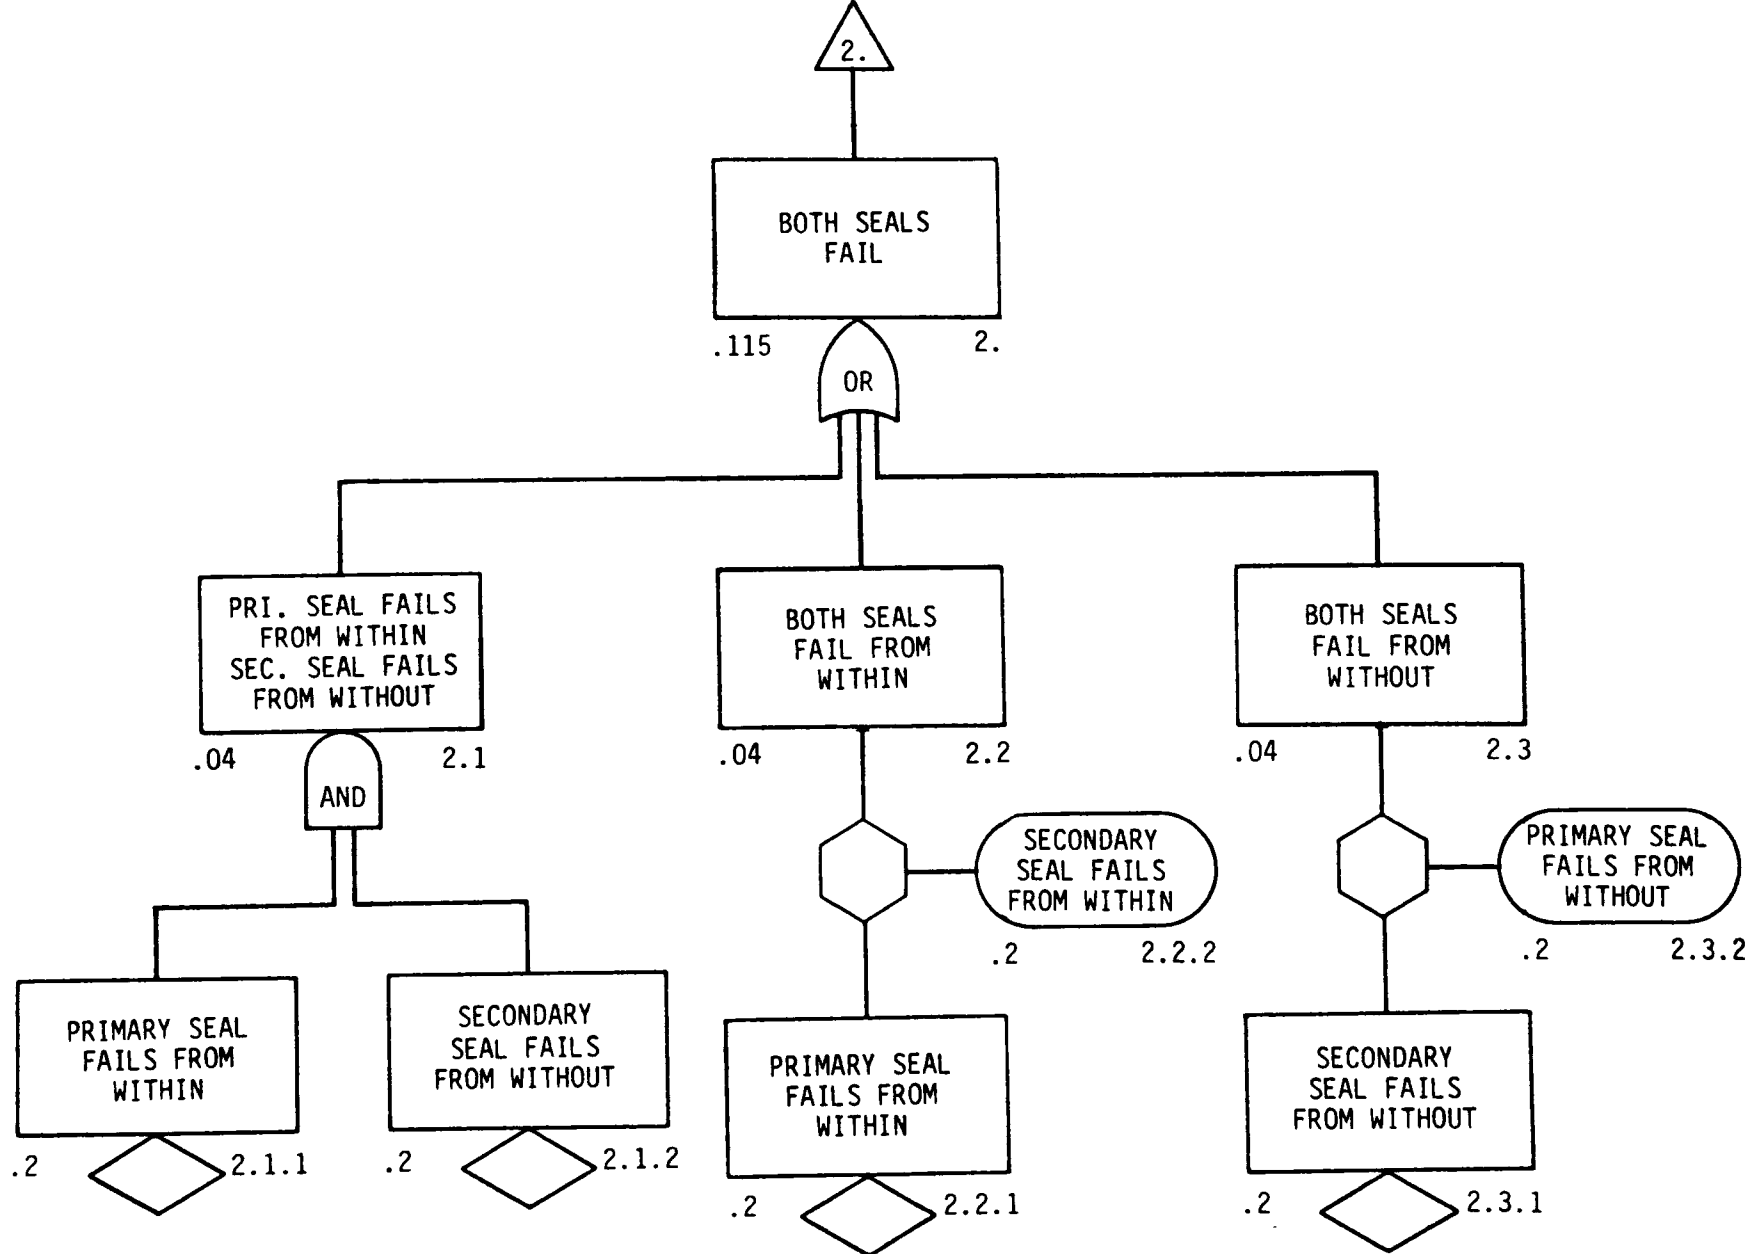 2.
BOTH SEALS
FAIL
.115
2.
OR
PRI. SEAL FAILS
FROM WITHIN
SEC. SEAL FAILS
FROM WITHOUT
.04
2.1
AND
BOTH SEALS
FAIL FROM
WITHIN
.04
2.2
BOTH SEALS
FAIL FROM
WITHOUT
.04
2.3
SECONDARY
SEAL FAILS
FROM WITHIN
.2
2.2.2
PRIMARY SEAL
FAILS FROM
WITHOUT
.2
2.3.2
PRIMARY SEAL
FAILS FROM
WITHIN
.2
2.1.1
SECONDARY
SEAL FAILS
FROM WITHOUT
.2
2.1.2
PRIMARY SEAL
FAILS FROM
WITHIN
.2
2.2.1
SECONDARY
SEAL FAILS
FROM WITHOUT
.2
2.3.1